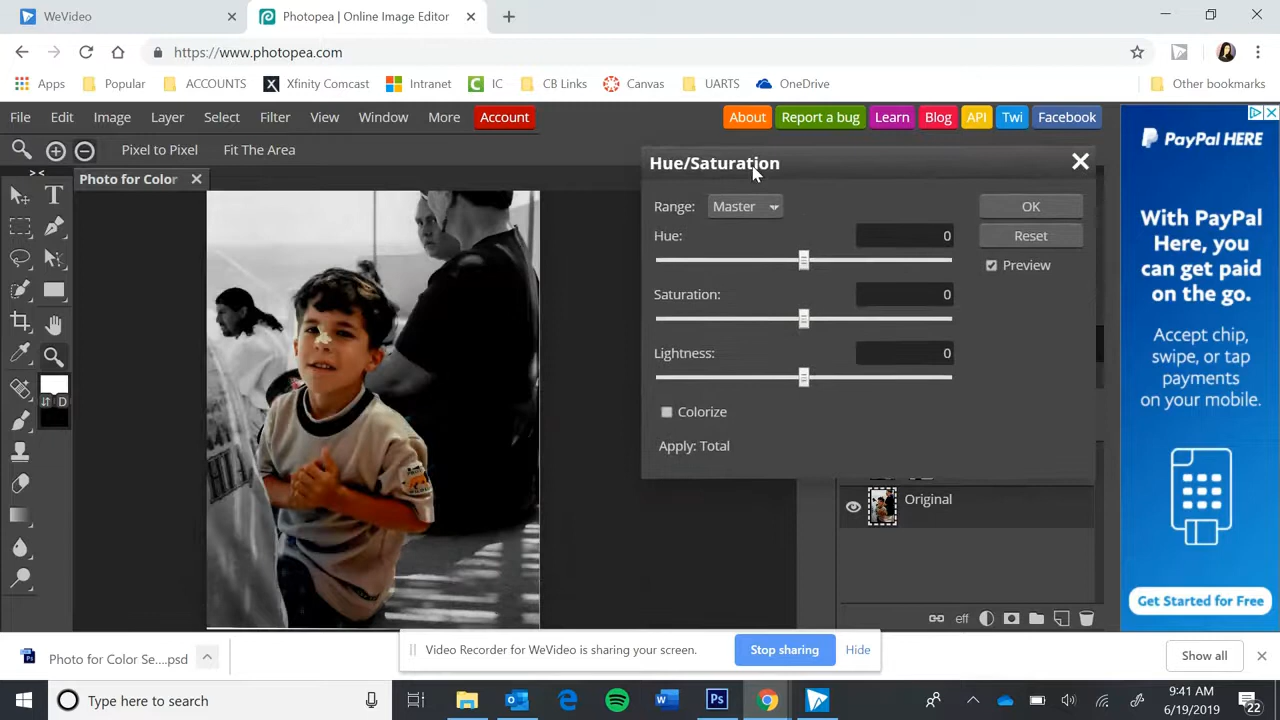 WeVideo
Photopea | Online Image Editor
https://www.photopea.com
Apps Popular ACCOUNTS Xfinity Comcast Intranet IC CB Links Canvas UARTS OneDrive Other bookmarks
File Edit Image Layer Select Filter View Window More Account
About Report a bug Learn Blog API Twi Facebook
Pixel to Pixel Fit The Area
Photo for Color
Hue/Saturation
Range: Master OK
Hue: 0 Reset
Preview
Saturation: 0
Lightness: 0
Colorize
Apply: Total
D
Original
eff
PayPal HERE
With PayPal
Here, you
can get paid
on the go.
Accept chip,
swipe, or tap
payments
on your mobile.
Get Started for Free
Photo for Color Se....psd
Video Recorder for WeVideo is sharing your screen. Stop sharing Hide
Show all
Type here to search
9:41 AM
6/19/2019
22